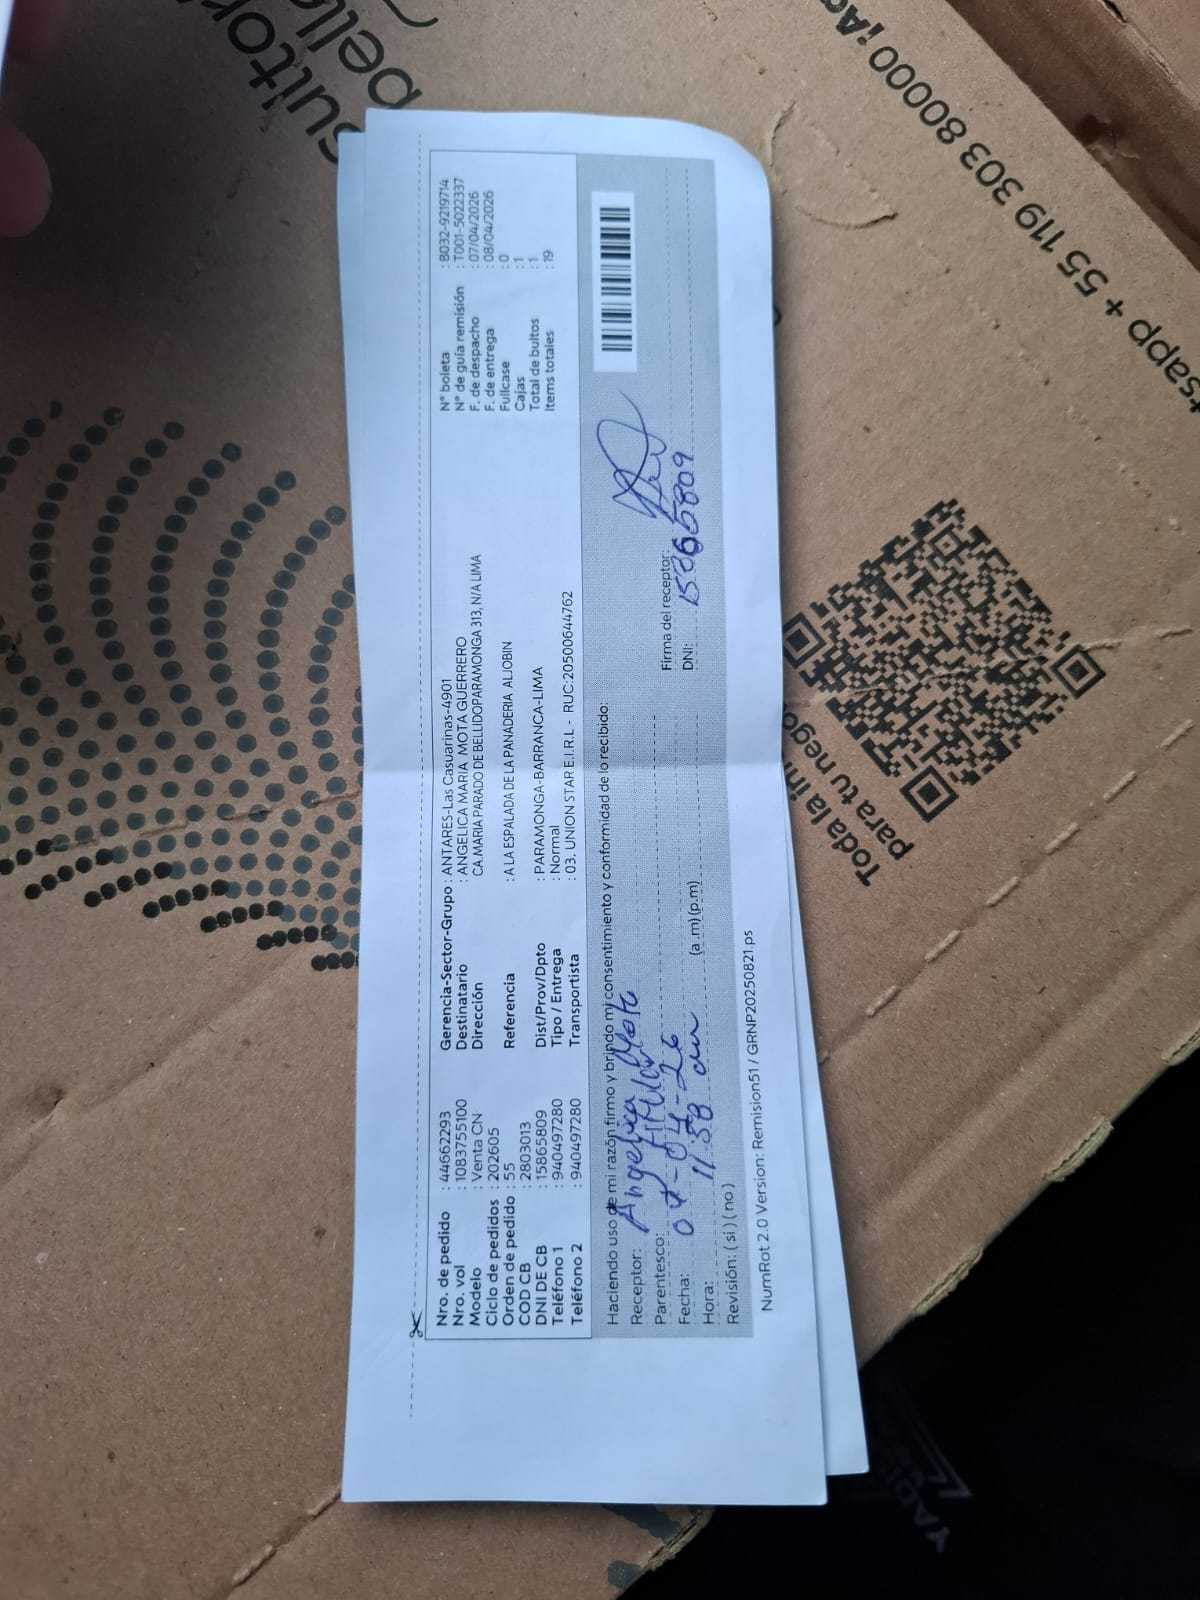 Nro. de pedido : 44662293
Nro. vol : 1083755100
Modelo : Venta CN
Ciclo de pedidos : 202605
Orden de pedido : 55
COD CB : 2803013
DNI DE CB : 15865809
Teléfono 1 : 940497280
Teléfono 2 : 940497280
Gerencia-Sector-Grupo : ANTARES-Las Casuarinas-4901
Destinatario : ANGELICA MARIA MOTA GUERRERO
Dirección CA.MARIA PARADO DE BELLIDOPARAMONGA 313, N/A LIMA
Referencia : A LA ESPALADA DE LA PANADERIA ALJOBIN
Dist/Prov/Dpto : PARAMONGA-BARRANCA-LIMA
Tipo / Entrega : Normal
Transportista : 03. UNION STAR E.I.R.L - RUC:20500644762
N° boleta : B032-9219714
N° de guía remisión : T001-5022337
F. de despacho : 07/04/2026
F. de entrega : 08/04/2026
Fullcase : 0
Cajas : 1
Total de bultos : 1
Items totales : 19
Haciendo uso de mi razón firmo y brindo mi consentimiento y conformidad de lo recibido:
Receptor: Angelica Mota
Parentesco: Titular
Fecha: 07-04-26
Hora: 11:58 am (a.m)(p.m)
Revisión: ( si ) ( no )
Firma del receptor:
DNI: 15865809
NumRot 2.0 Version: Remision51 / GRNP20250821.ps
+ 55 119 303 80000
Toda la
para tu nego